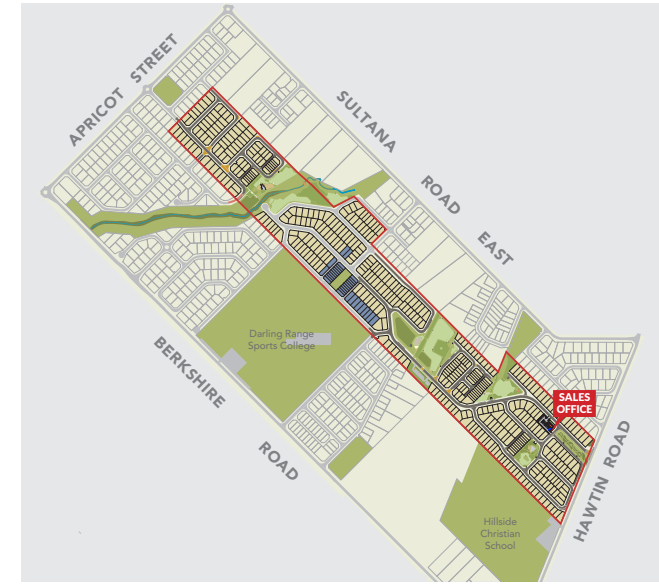 APRICOT STREET
SULTANA ROAD EAST
Darling Range
Sports College
BERKSHIRE ROAD
SALES
OFFICE
HAWTIN ROAD
Hillside
Christian
School